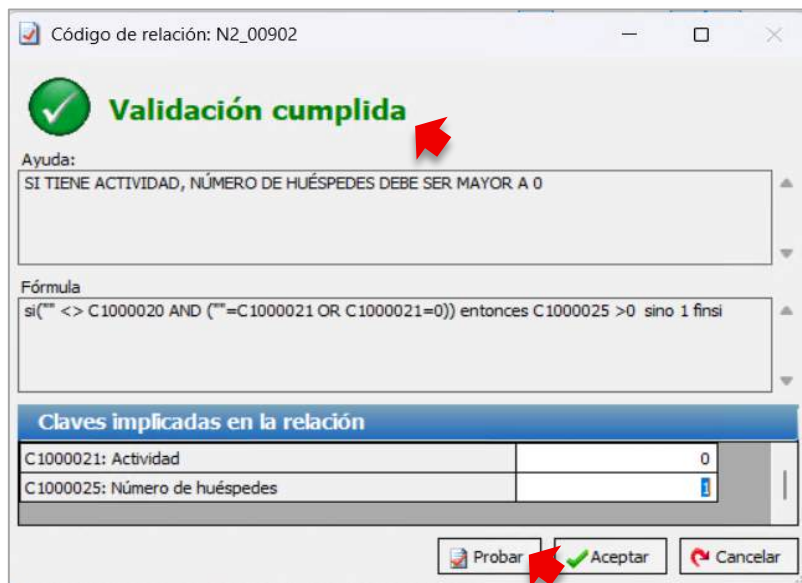 Código de relación: N2_00902
Validación cumplida
Ayuda:
SI TIENE ACTIVIDAD, NÚMERO DE HUÉSPEDES DEBE SER MAYOR A 0
Fórmula
si("" <> C1000020 AND (""=C1000021 OR C1000021=0)) entonces C1000025 >0 sino 1 finsi
Claves implicadas en la relación
C1000021: Actividad 0
C1000025: Número de huéspedes 1
Probar Aceptar Cancelar